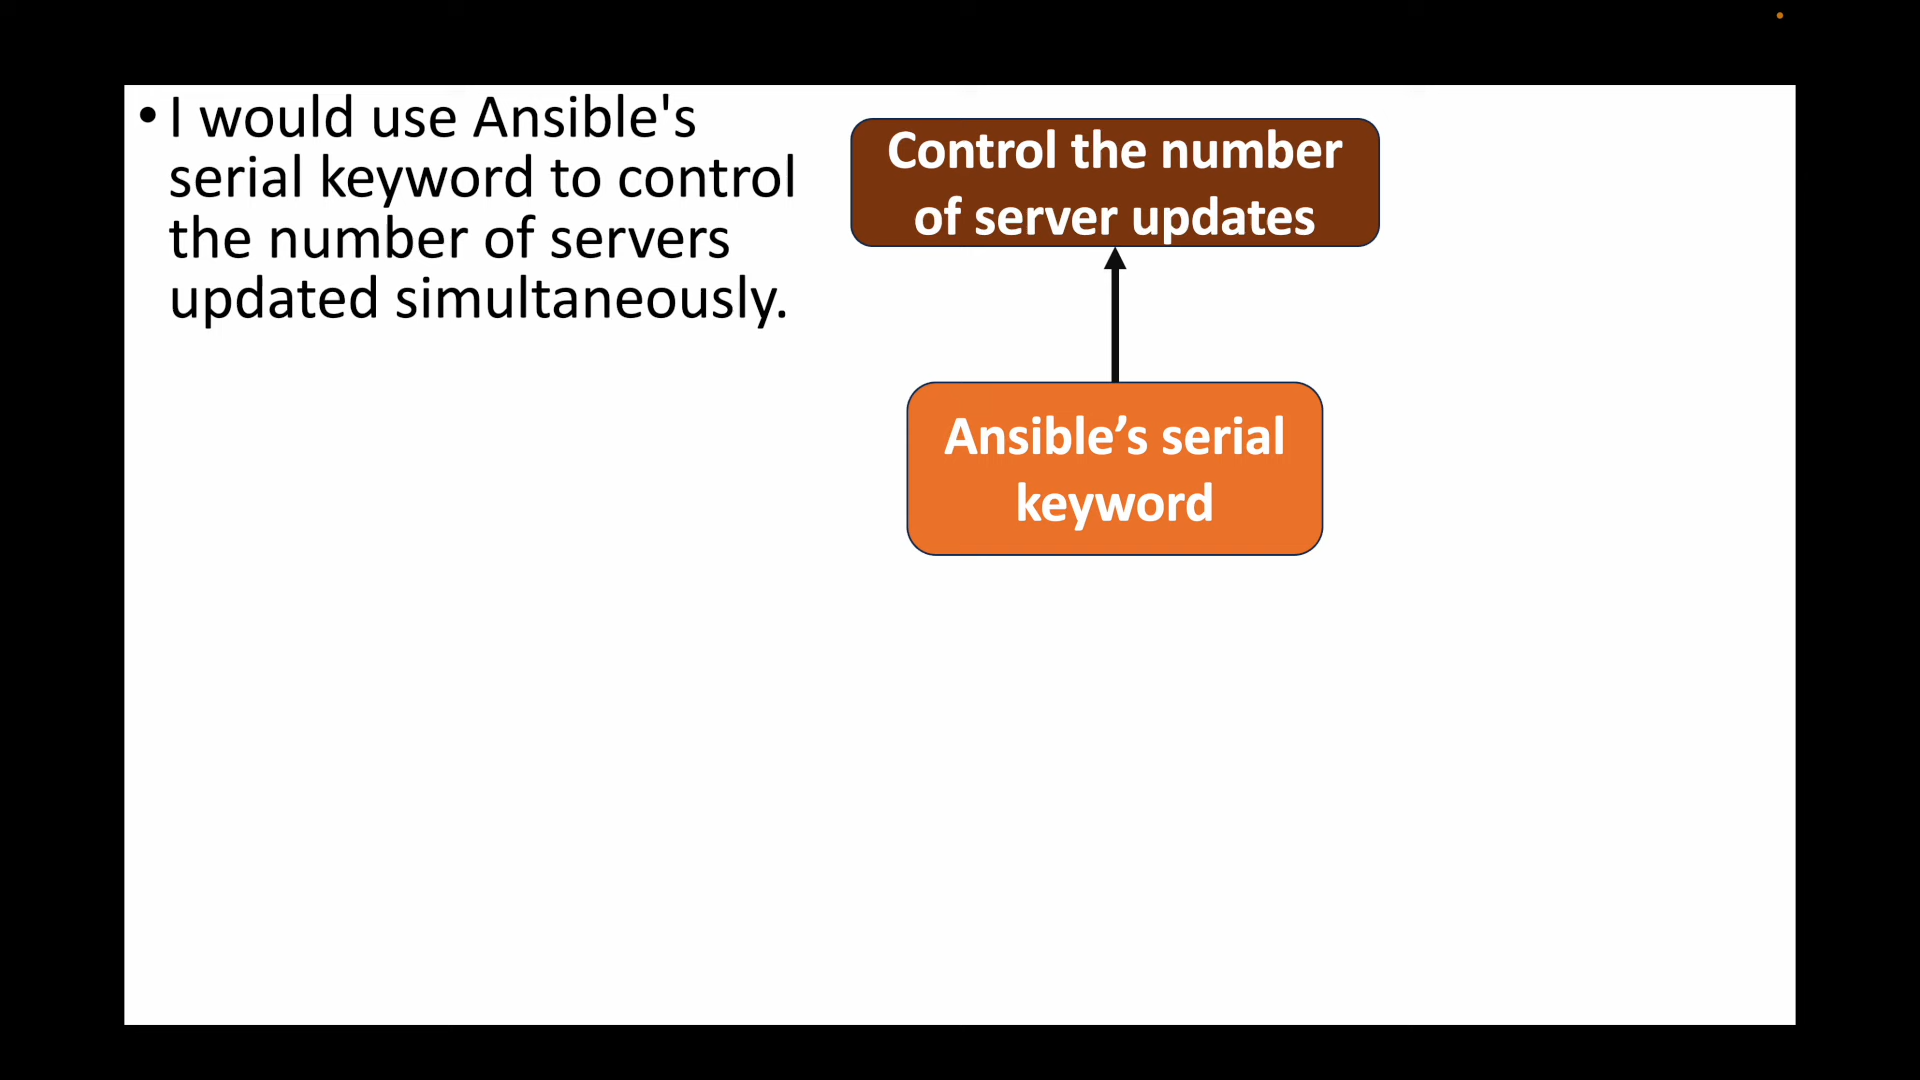 • I would use Ansible's
serial keyword to control
the number of servers
updated simultaneously.
Control the number
of server updates
Ansible’s serial
keyword